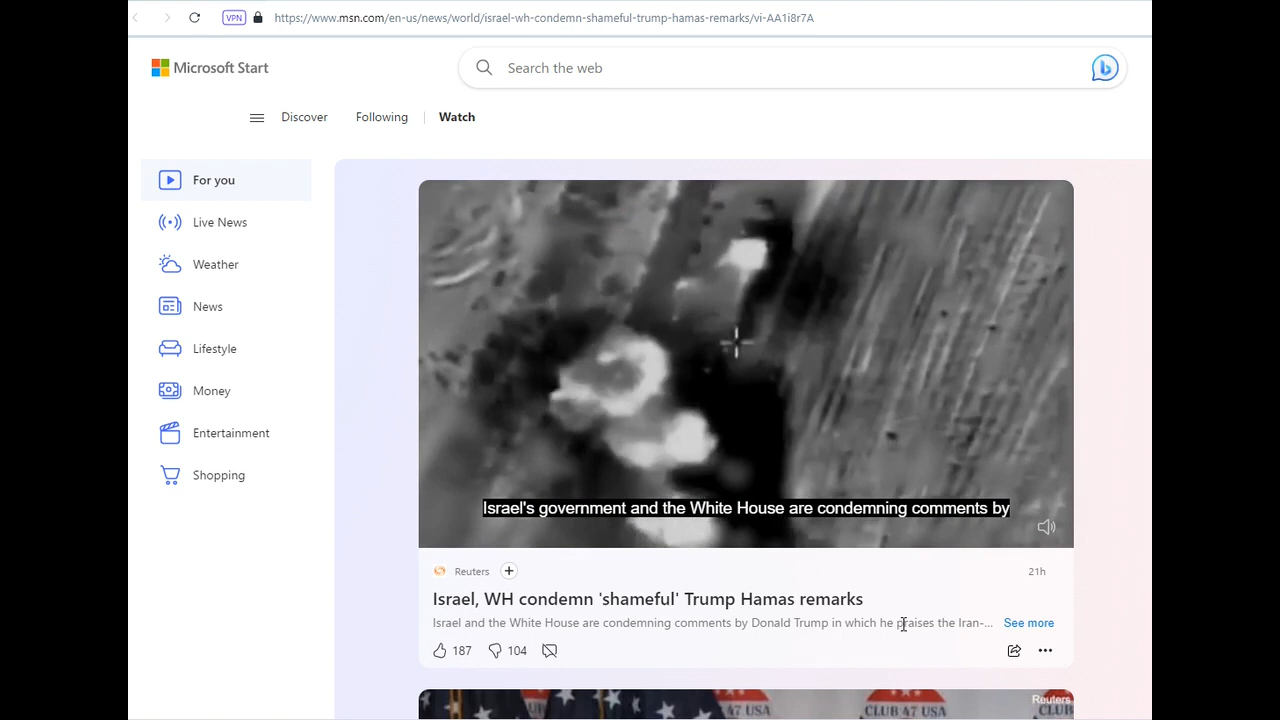 VPN
https://www.msn.com/en-us/news/world/israel-wh-condemn-shameful-trump-hamas-remarks/vi-AA1i8r7A
Microsoft Start
Search the web
Discover Following Watch
For you
Live News
Weather
News
Lifestyle
Money
Entertainment
Shopping
Israel's government and the White House are condemning comments by
Reuters 21h
Israel, WH condemn 'shameful' Trump Hamas remarks
Israel and the White House are condemning comments by Donald Trump in which he praises the Iran-... See more
187 104
Reuters
CLUB 47 USA CLUB 47 USA CLUB